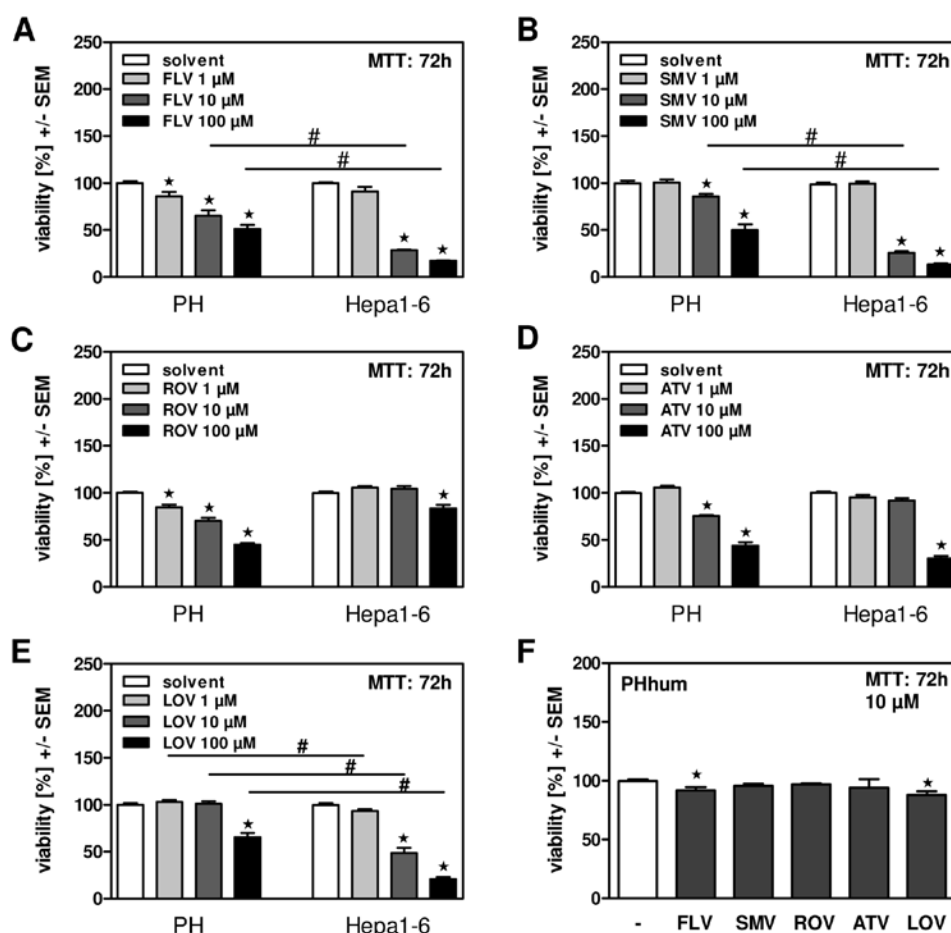 A
viability [%] +/- SEM
250
200
150
100
50
0
solvent
FLV 1 µM
FLV 10 µM
FLV 100 µM
MTT: 72h
#
#
★ ★ ★ ★ ★
PH Hepa1-6
B
viability [%] +/- SEM
250
200
150
100
50
0
solvent
SMV 1 µM
SMV 10 µM
SMV 100 µM
MTT: 72h
#
#
★ ★ ★ ★
PH Hepa1-6
C
viability [%] +/- SEM
250
200
150
100
50
0
solvent
ROV 1 µM
ROV 10 µM
ROV 100 µM
MTT: 72h
★ ★ ★ ★
PH Hepa1-6
D
viability [%] +/- SEM
250
200
150
100
50
0
solvent
ATV 1 µM
ATV 10 µM
ATV 100 µM
MTT: 72h
★ ★ ★
PH Hepa1-6
E
viability [%] +/- SEM
250
200
150
100
50
0
solvent
LOV 1 µM
LOV 10 µM
LOV 100 µM
MTT: 72h
#
#
#
★ ★ ★
PH Hepa1-6
F
viability [%] +/- SEM
200
150
100
50
0
PHhum
MTT: 72h
10 µM
★ ★
- FLV SMV ROV ATV LOV